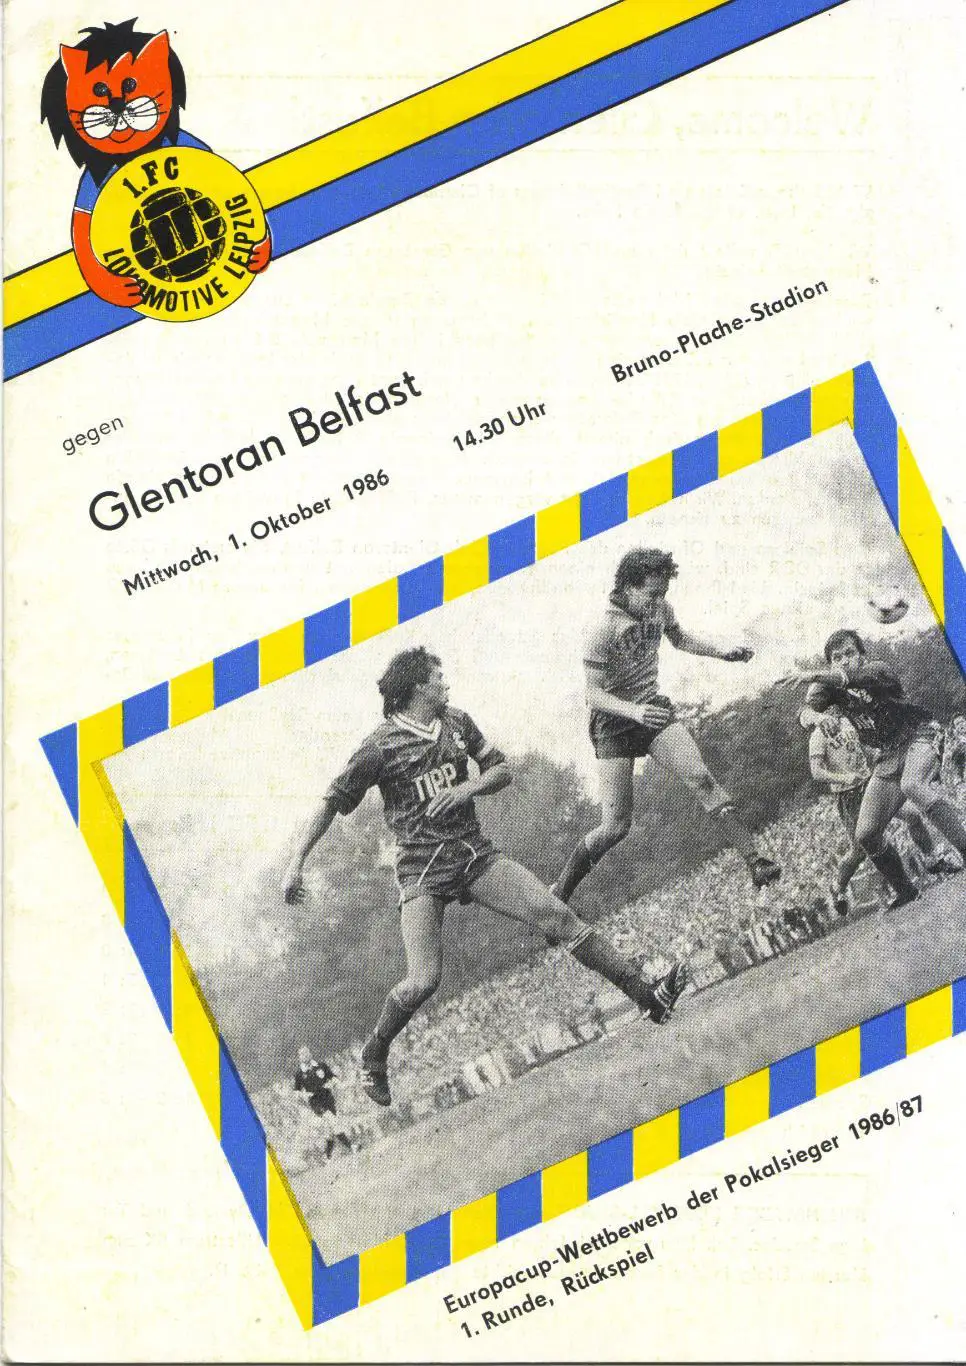 1.FC
LOKOMOTIVE LEIPZIG
gegen
Glentoran Belfast
Mittwoch, 1. Oktober 1986
14.30 Uhr
Bruno-Plache-Stadion
TIPP
Europacup-Wettbewerb der Pokalsieger 1986/87
1. Runde, Rückspiel